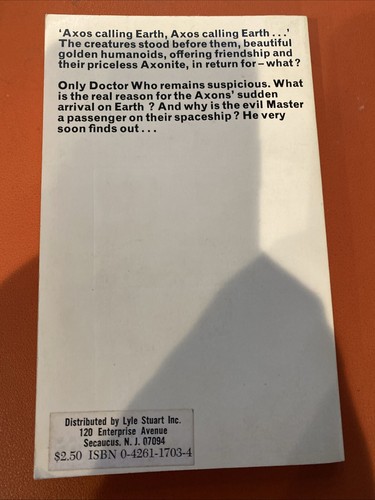 ‘Axos calling Earth, Axos calling Earth ...’
The creatures stood before them, beautiful
golden humanoids, offering friendship and
their priceless Axonite, in return for – what?
Only Doctor Who remains suspicious. What
is the real reason for the Axons’ sudden
arrival on Earth ? And why is the evil Master
a passenger on their spaceship? He very
soon finds out ...
Distributed by Lyle Stuart Inc.
120 Enterprise Avenue
Secaucus, N. J. 07094
$2.50 ISBN 0-4261-1703-4